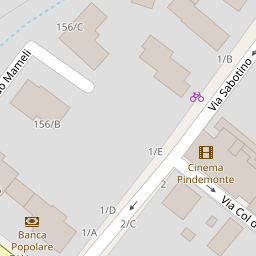 156/C
1/B
Mameli
Via Sabotino
156/B
1/E
Cinema
Pindemonte
1/D
2
Via Col d
1/A
2/C
Banca
Popolare